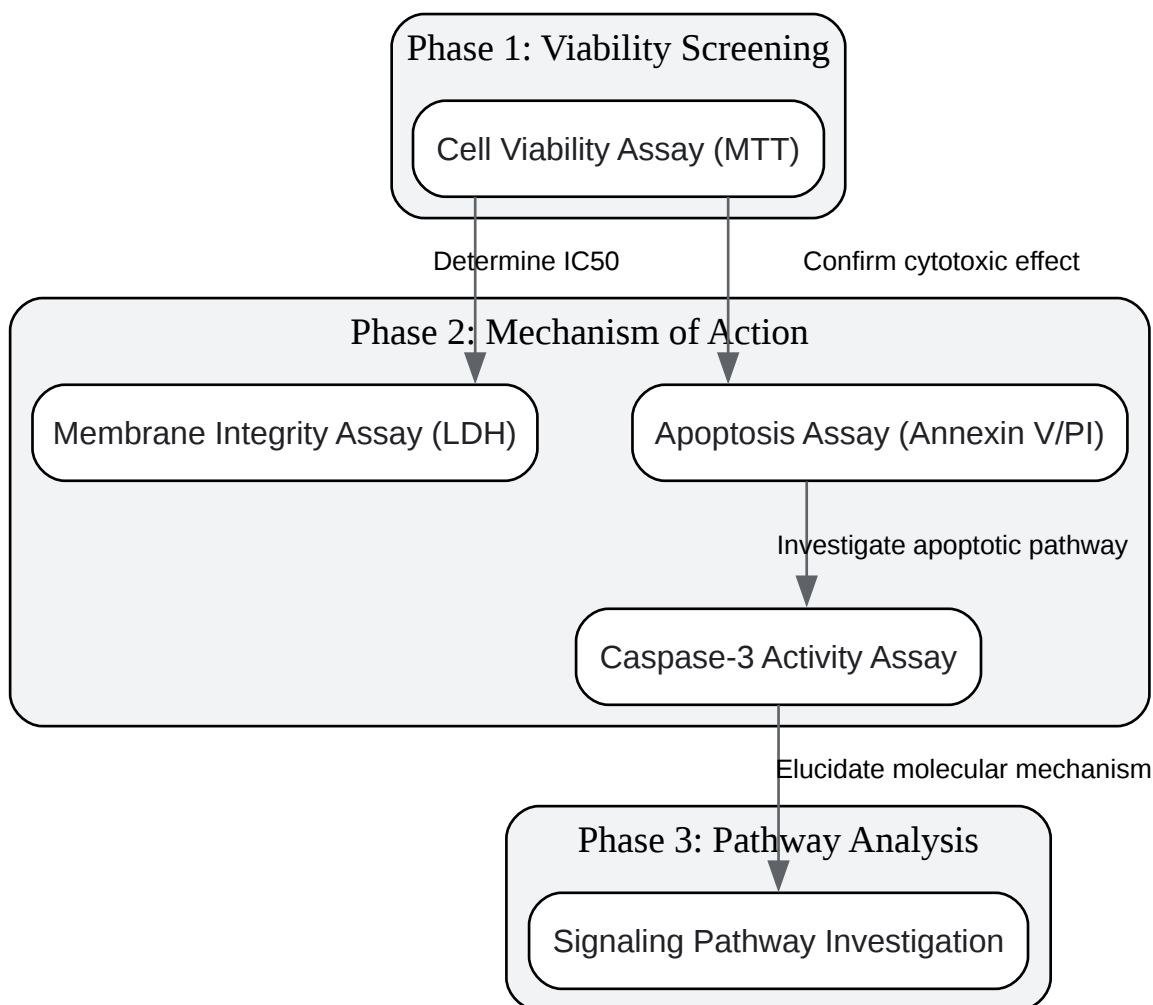 Phase 1: Viability Screening
Cell Viability Assay (MTT)
Determine IC50
Confirm cytotoxic effect
Phase 2: Mechanism of Action
Membrane Integrity Assay (LDH)
Apoptosis Assay (Annexin V/PI)
Investigate apoptotic pathway
Caspase-3 Activity Assay
Elucidate molecular mechanism
Phase 3: Pathway Analysis
Signaling Pathway Investigation